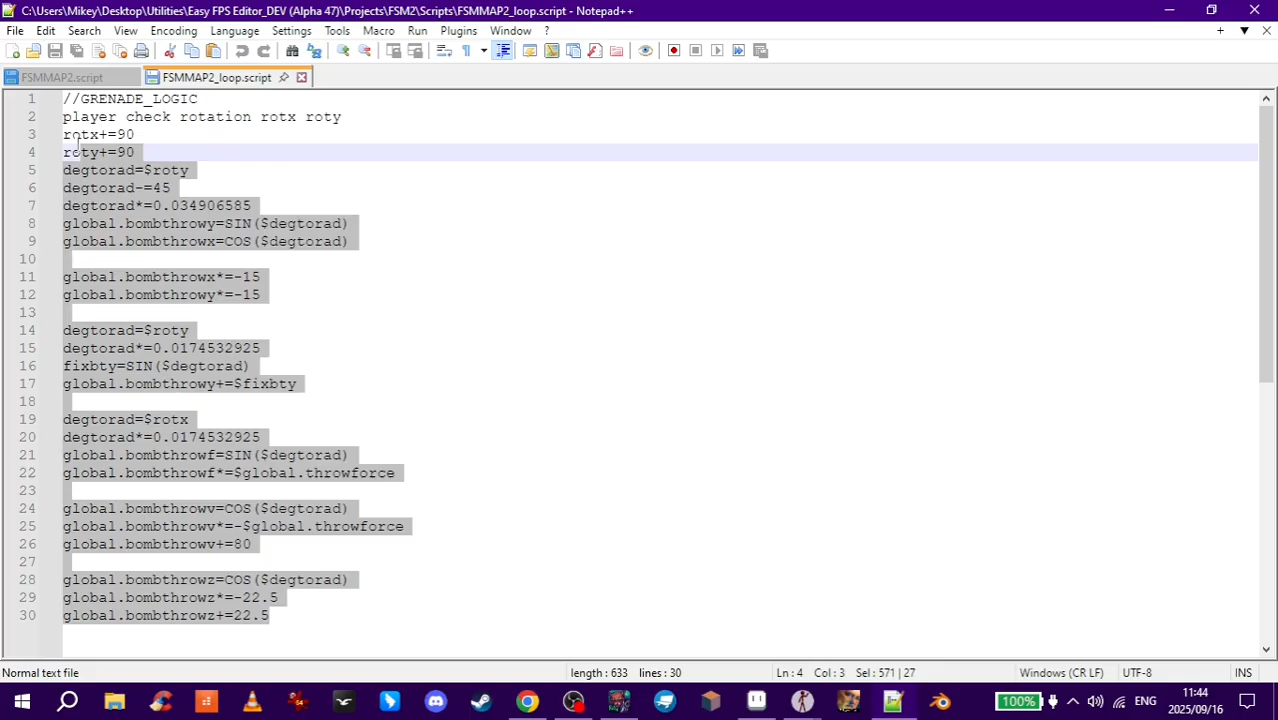 C:\Users\Mikey\Desktop\Utilities\Easy FPS Editor_DEV (Alpha 47)\Projects\FSM2\Scripts\FSMMAP2_loop.script - Notepad++
File Edit Search View Encoding Language Settings Tools Macro Run Plugins Window ?
FSMMAP2.script FSMMAP2_loop.script
1 //GRENADE_LOGIC
2 player check rotation rotx roty
3 rotx+=90
4 roty+=90
5 degtorad=$roty
6 degtorad-=45
7 degtorad*=0.034906585
8 global.bombthrowy=SIN($degtorad)
9 global.bombthrowx=COS($degtorad)
10
11 global.bombthrowx*=-15
12 global.bombthrowy*=-15
13
14 degtorad=$roty
15 degtorad*=0.0174532925
16 fixbty=SIN($degtorad)
17 global.bombthrowy+=$fixbty
18
19 degtorad=$rotx
20 degtorad*=0.0174532925
21 global.bombthrowf=SIN($degtorad)
22 global.bombthrowf*=$global.throwforce
23
24 global.bombthrowv=COS($degtorad)
25 global.bombthrowv*=-$global.throwforce
26 global.bombthrowv+=80
27
28 global.bombthrowz=COS($degtorad)
29 global.bombthrowz*=-22.5
30 global.bombthrowz+=22.5
Normal text file length : 633 lines : 30 Ln : 4 Col : 3 Sel : 571 | 27 Windows (CR LF) UTF-8 INS
100% ENG 11:44
2025/09/16